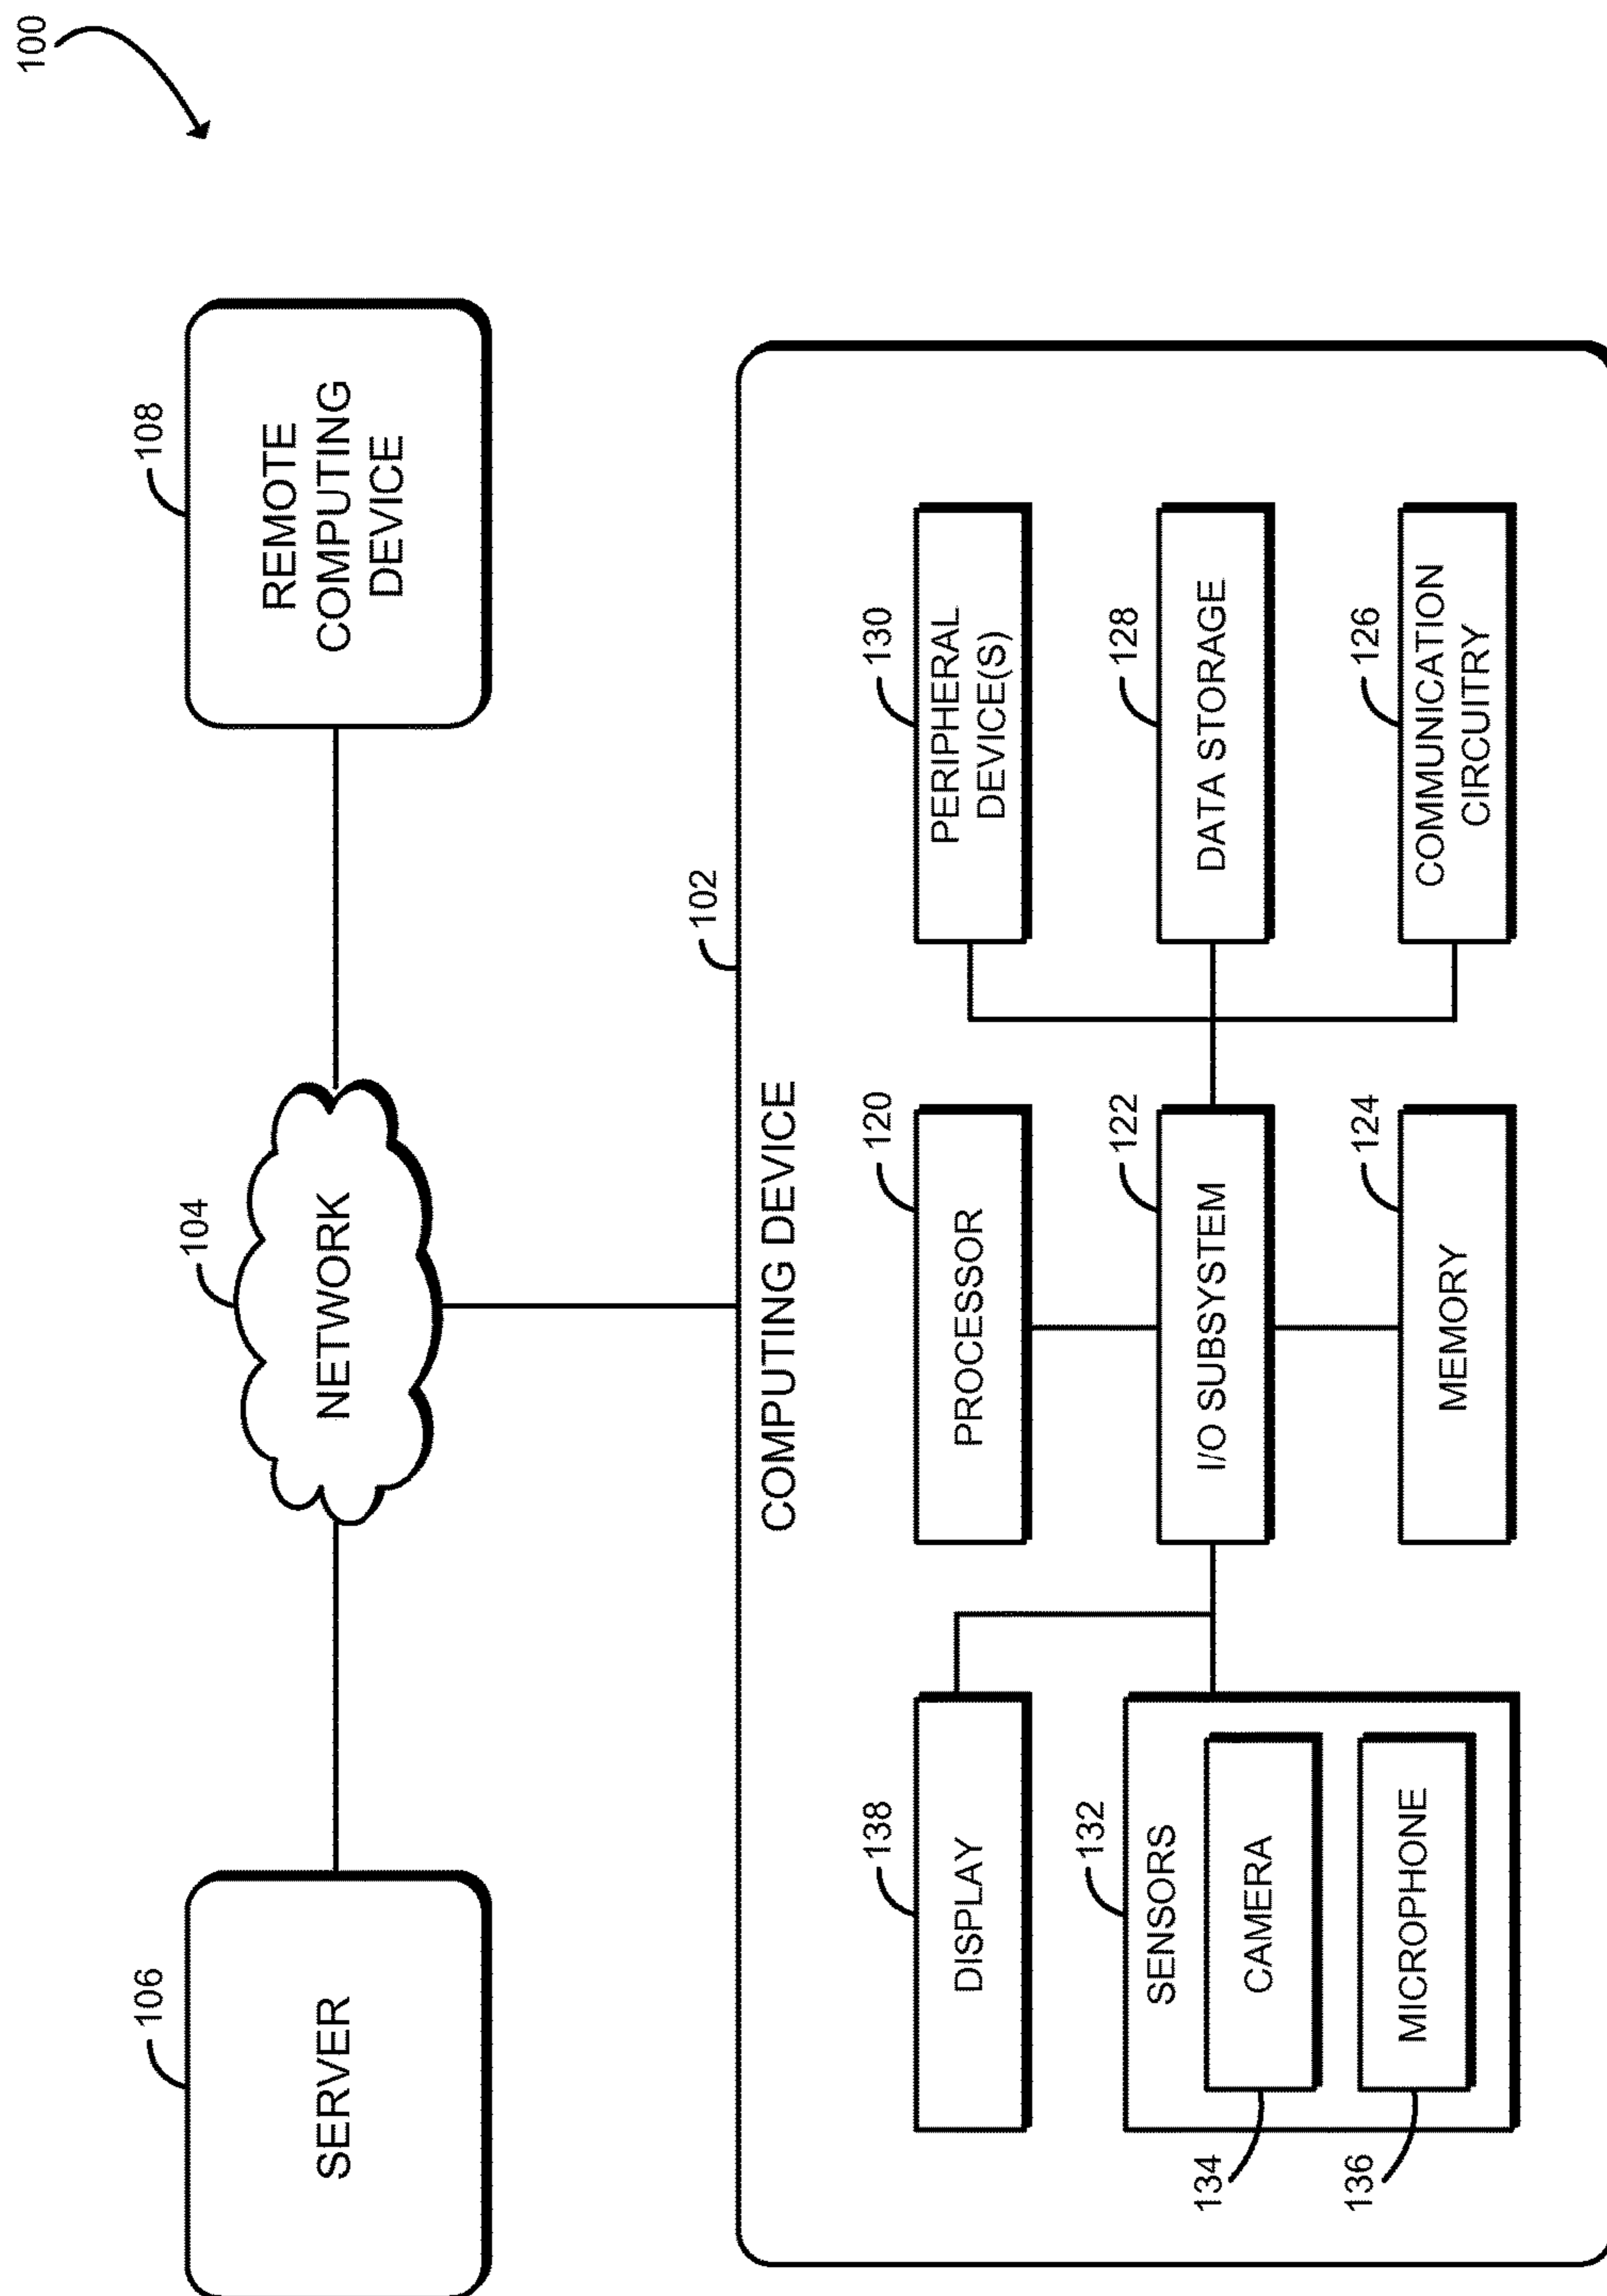 100
106
SERVER
104
NETWORK
108
REMOTE
COMPUTING
DEVICE
102
COMPUTING DEVICE
138
DISPLAY
132
SENSORS
134
CAMERA
136
MICROPHONE
120
PROCESSOR
122
I/O SUBSYSTEM
124
MEMORY
130
PERIPHERAL
DEVICE(S)
128
DATA STORAGE
126
COMMUNICATION
CIRCUITRY